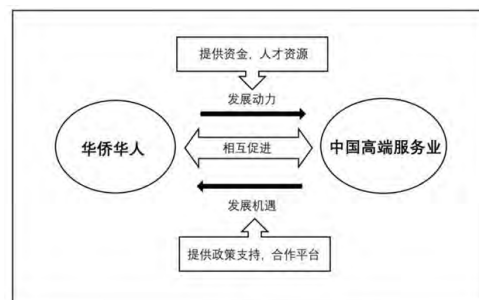 提供资金、人才资源
发展动力
华侨华人
相互促进
中国高端服务业
发展机遇
提供政策支持，合作平台